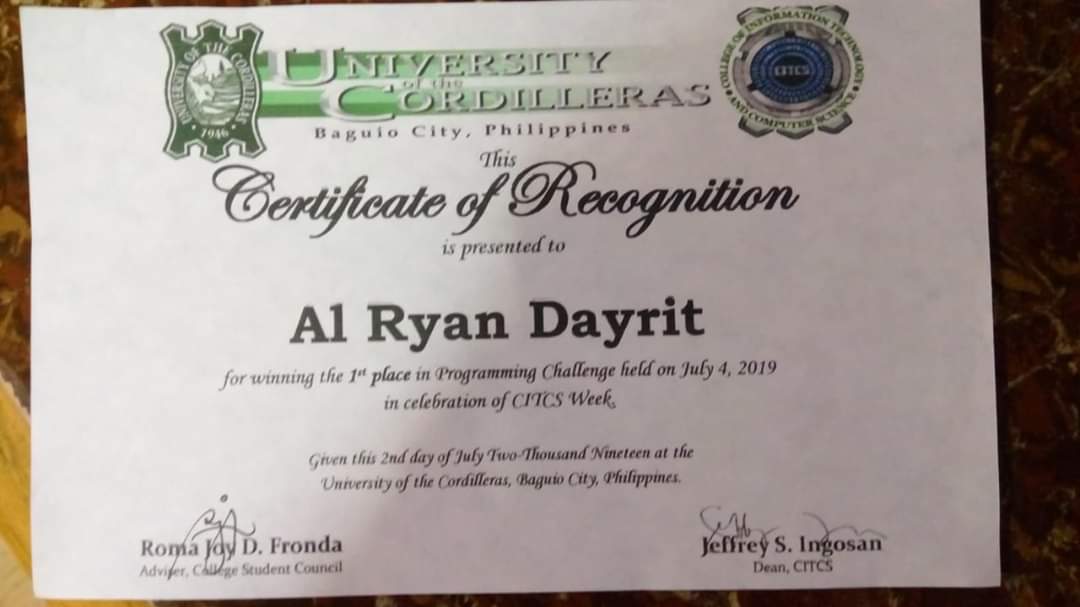 UNIVERSITY OF THE CORDILLERAS
1946
UNIVERSITY
of the
CORDILLERAS
Baguio City, Philippines
COLLEGE OF INFORMATION TECHNOLOGY
CITCS
AND COMPUTER SCIENCE
This
Certificate of Recognition
is presented to
Al Ryan Dayrit
for winning the 1st place in Programming Challenge held on July 4, 2019
in celebration of CITCS Week.
Given this 2nd day of July Two-Thousand Nineteen at the
University of the Cordilleras, Baguio City, Philippines.
Roma Joy D. Fronda
Adviser, College Student Council
Jeffrey S. Ingosan
Dean, CITCS